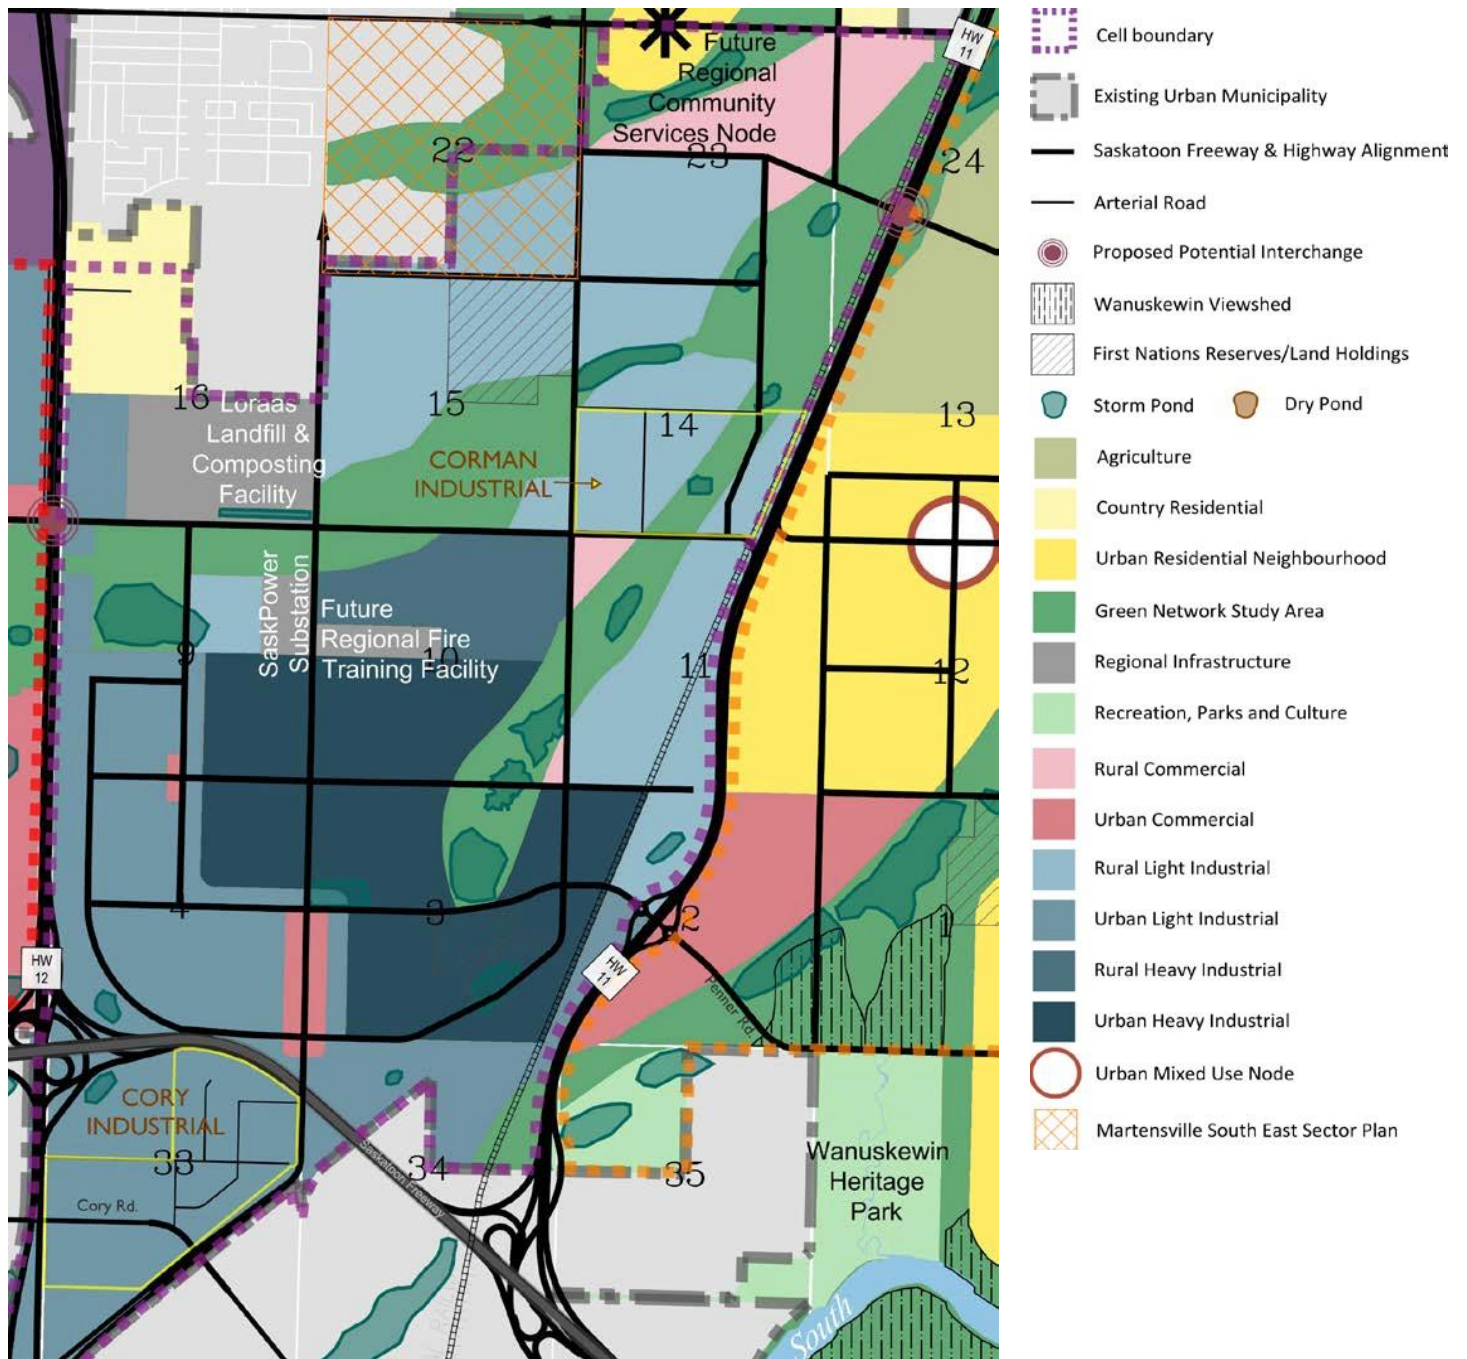 HW
11
Future
Regional
Community
Services Node
22
23
24
16
15
14
13
Loraas
Landfill &
Composting
Facility
CORMAN
INDUSTRIAL
SaskPower
Substation
Future
Regional Fire
Training Facility
9
10
11
12
4
3
2
1
HW
12
HW
11
Penner Rd.
CORY
INDUSTRIAL
33
34
35
Cory Rd.
Saskatoon Freeway
Wanuskewin
Heritage
Park
South
Cell boundary
Existing Urban Municipality
Saskatoon Freeway & Highway Alignment
Arterial Road
Proposed Potential Interchange
Wanuskewin Viewshed
First Nations Reserves/Land Holdings
Storm Pond
Dry Pond
Agriculture
Country Residential
Urban Residential Neighbourhood
Green Network Study Area
Regional Infrastructure
Recreation, Parks and Culture
Rural Commercial
Urban Commercial
Rural Light Industrial
Urban Light Industrial
Rural Heavy Industrial
Urban Heavy Industrial
Urban Mixed Use Node
Martensville South East Sector Plan